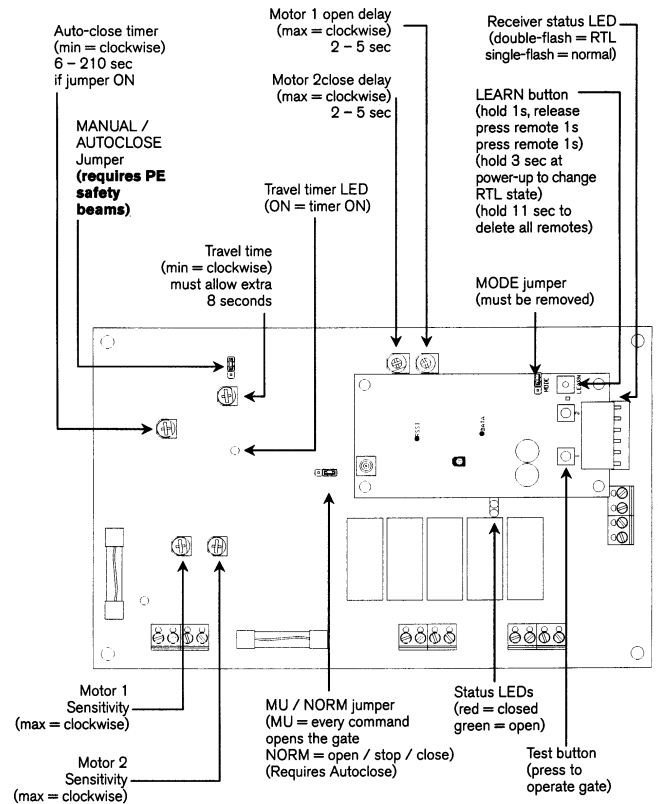 Auto-close timer
(min = clockwise)
6 – 210 sec
if jumper ON
MANUAL /
AUTOCLOSE
Jumper
(requires PE
safety
beams)
Motor 1 open delay
(max = clockwise)
2 – 5 sec
Motor 2close delay
(max = clockwise)
2 – 5 sec
Travel timer LED
(ON = timer ON)
Travel time
(min = clockwise)
must allow extra
8 seconds
Receiver status LED
(double-flash = RTL
single-flash = normal)
LEARN button
(hold 1s, release
press remote 1s
press remote 1s)
(hold 3 sec at
power-up to change
RTL state)
(hold 11 sec to
delete all remotes)
MODE jumper
(must be removed)
MODE
LEARN
RSSI
DATA
Motor 1
Sensitivity
(max = clockwise)
Motor 2
Sensitivity
(max = clockwise)
MU / NORM jumper
(MU = every command
opens the gate
NORM = open / stop / close)
(Requires Autoclose)
Status LEDs
(red = closed
green = open)
Test button
(press to
operate gate)